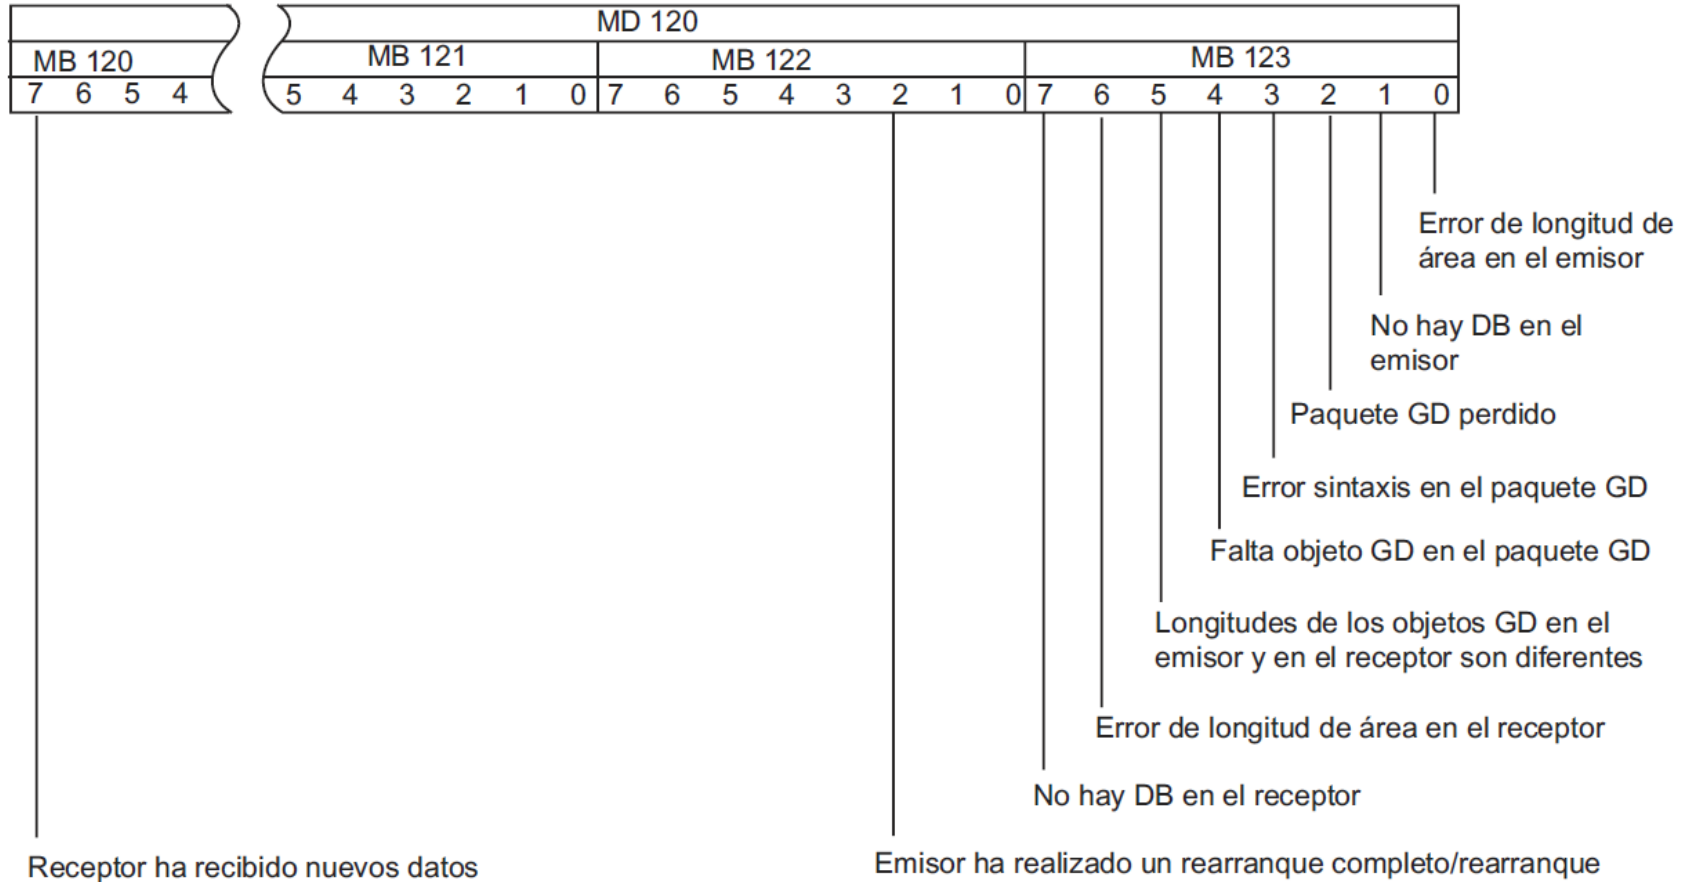 MD 120
MB 120 MB 121 MB 122 MB 123
7 6 5 4 5 4 3 2 1 0 7 6 5 4 3 2 1 0 7 6 5 4 3 2 1 0
Error de longitud de
área en el emisor
No hay DB en el
emisor
Paquete GD perdido
Error sintaxis en el paquete GD
Falta objeto GD en el paquete GD
Longitudes de los objetos GD en el
emisor y en el receptor son diferentes
Error de longitud de área en el receptor
No hay DB en el receptor
Receptor ha recibido nuevos datos
Emisor ha realizado un rearranque completo/rearranque